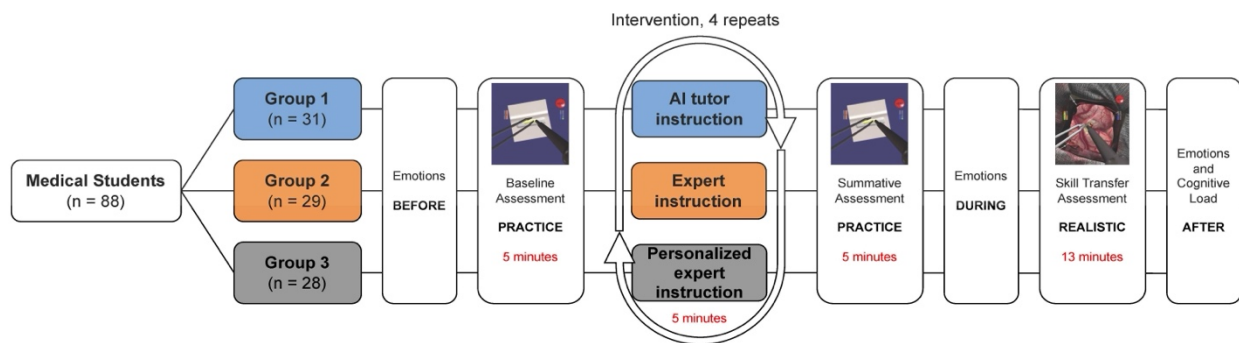 Intervention, 4 repeats
Medical Students
(n = 88)
Group 1
(n = 31)
Group 2
(n = 29)
Group 3
(n = 28)
Emotions
BEFORE
Baseline
Assessment
PRACTICE
5 minutes
AI tutor
instruction
Expert
instruction
Personalized
expert
instruction
5 minutes
Summative
Assessment
PRACTICE
5 minutes
Emotions
DURING
Skill Transfer
Assessment
REALISTIC
13 minutes
Emotions
and
Cognitive
Load
AFTER